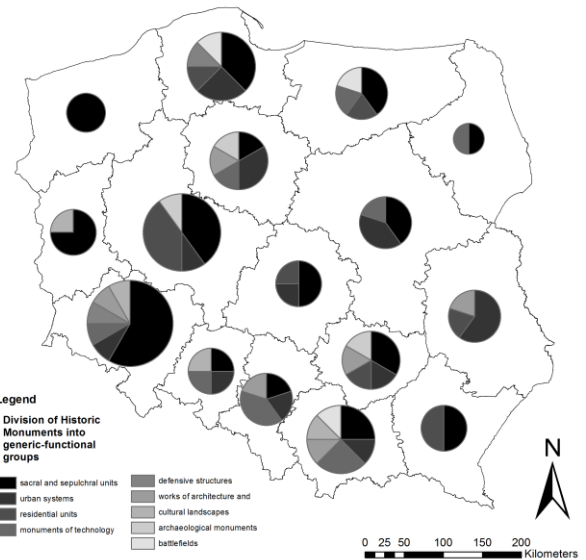 Legend
Division of Historic
Monuments into
generic-functional
groups
sacral and sepulchral units
urban systems
residential units
monuments of technology
defensive structures
works of architecture and
cultural landscapes
archaeological monuments
battlefields
N
0 25 50 100 150 200
Kilometers